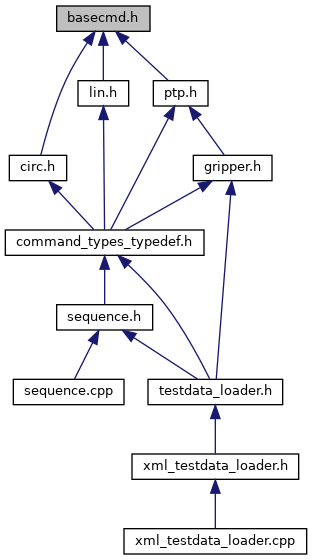 basecmd.h
lin.h
ptp.h
circ.h
gripper.h
command_types_typedef.h
sequence.h
sequence.cpp
testdata_loader.h
xml_testdata_loader.h
xml_testdata_loader.cpp